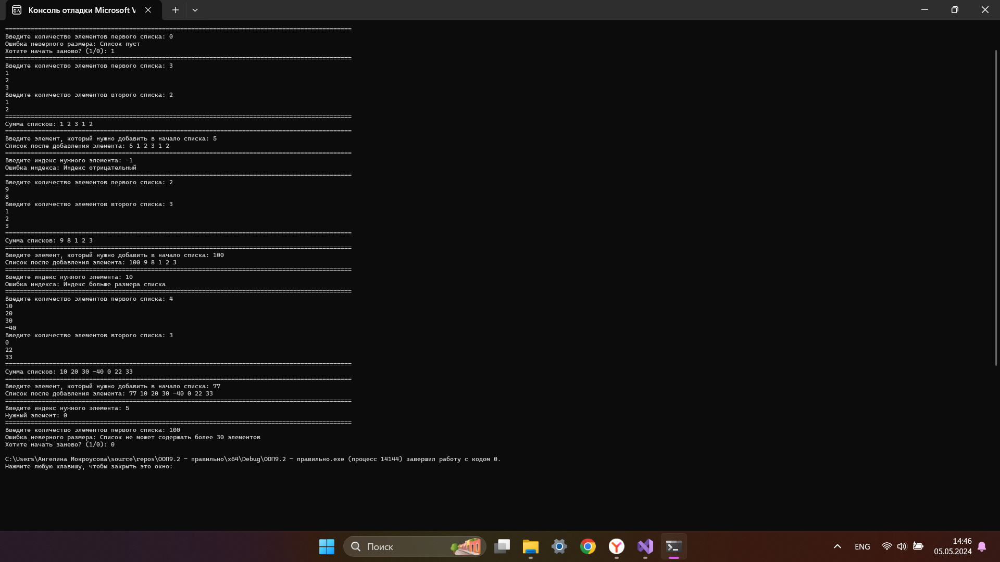 Консоль отладки Microsoft V
===============================================================================================
Введите количество элементов первого списка: 0
Ошибка неверного размера: Список пуст
Хотите начать заново? (1/0): 1
===============================================================================================
Введите количество элементов первого списка: 3
1
2
3
Введите количество элементов второго списка: 2
1
2
===============================================================================================
Сумма списков: 1 2 3 1 2
===============================================================================================
Введите элемент, который нужно добавить в начало списка: 5
Список после добавления элемента: 5 1 2 3 1 2
===============================================================================================
Введите индекс нужного элемента: -1
Ошибка индекса: Индекс отрицательный
===============================================================================================
Введите количество элементов первого списка: 2
9
8
Введите количество элементов второго списка: 3
1
2
3
===============================================================================================
Сумма списков: 9 8 1 2 3
===============================================================================================
Введите элемент, который нужно добавить в начало списка: 100
Список после добавления элемента: 100 9 8 1 2 3
===============================================================================================
Введите индекс нужного элемента: 10
Ошибка индекса: Индекс больше размера списка
===============================================================================================
Введите количество элементов первого списка: 4
10
20
30
-40
Введите количество элементов второго списка: 3
0
22
33
===============================================================================================
Сумма списков: 10 20 30 -40 0 22 33
===============================================================================================
Введите элемент, который нужно добавить в начало списка: 77
Список после добавления элемента: 77 10 20 30 -40 0 22 33
===============================================================================================
Введите индекс нужного элемента: 5
Нужный элемент: 0
===============================================================================================
Введите количество элементов первого списка: 100
Ошибка неверного размера: Список не может содержать более 30 элементов
Хотите начать заново? (1/0): 0
C:\Users\Ангелина Мокроусова\source\repos\ООП9.2 - правильно\x64\Debug\ООП9.2 - правильно.exe (процесс 14144) завершил работу с кодом 0.
Нажмите любую клавишу, чтобы закрыть это окно:
Поиск
ENG
14:46
05.05.2024